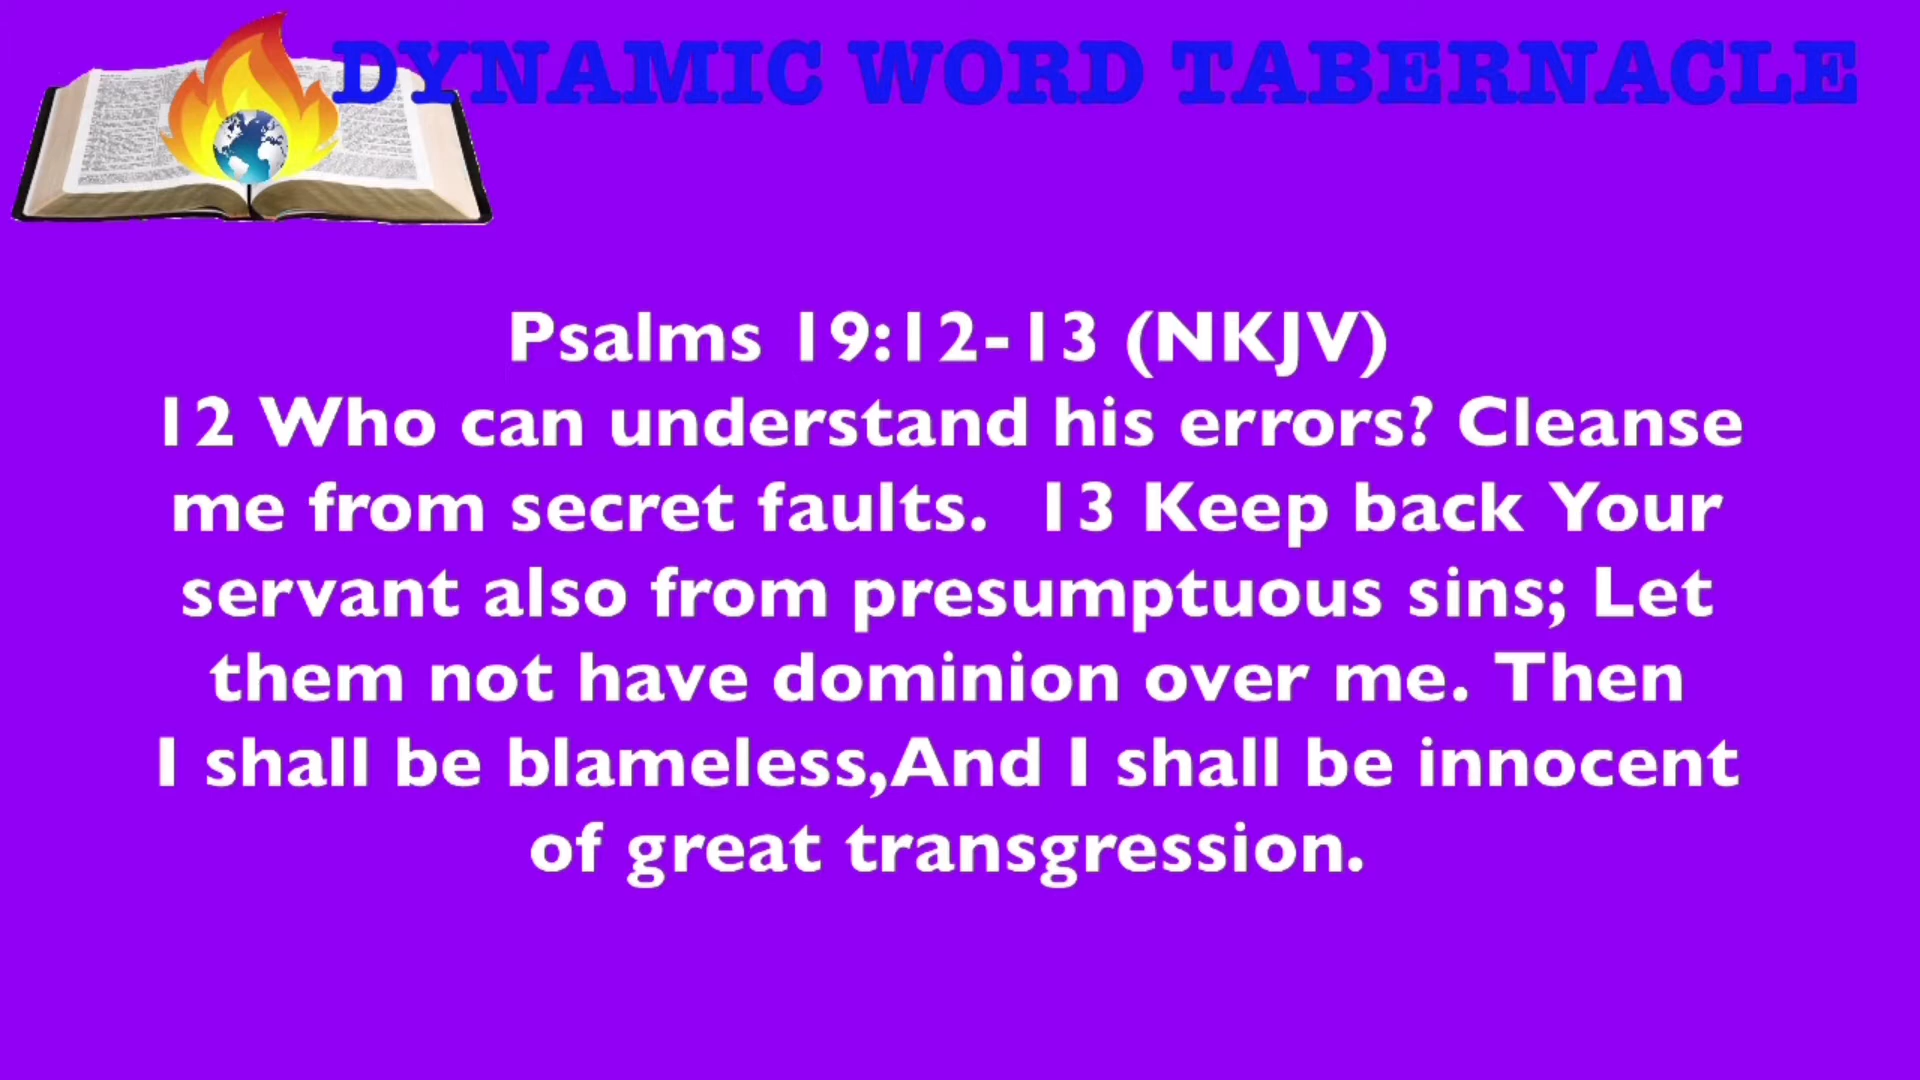 DYNAMIC WORD TABERNACLE
Psalms 19:12-13 (NKJV)
12 Who can understand his errors? Cleanse
me from secret faults.  13 Keep back Your
servant also from presumptuous sins; Let
them not have dominion over me. Then
I shall be blameless,And I shall be innocent
of great transgression.